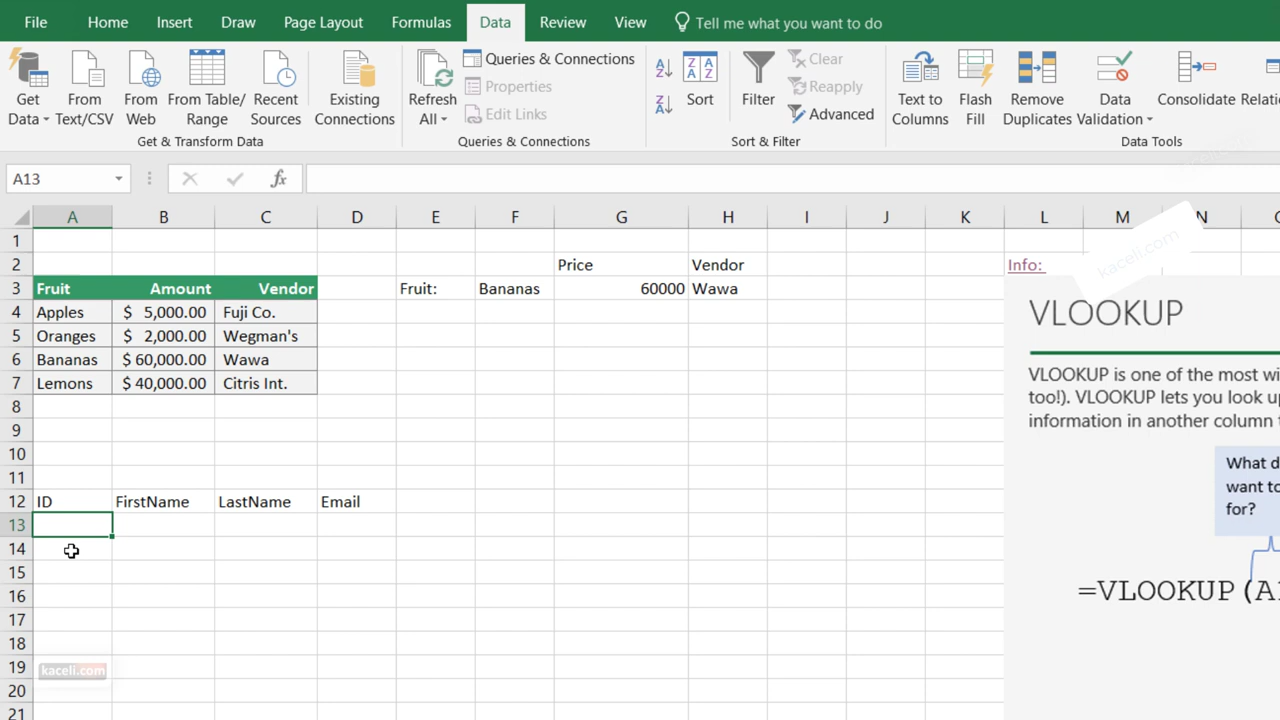 File Home Insert Draw Page Layout Formulas Data Review View Tell me what you want to do
Get Data
From Text/CSV
From Web
From Table/ Range
Recent Sources
Existing Connections
Get & Transform Data
Refresh All
Queries & Connections
Properties
Edit Links
Queries & Connections
Sort
Filter
Clear
Reapply
Advanced
Sort & Filter
Text to Columns
Flash Fill
Remove Duplicates
Data Validation
Consolidate
Data Tools
A13 fx
A B C D E F G H I J K L M N
1
2 Price Vendor Info:
3 Fruit Amount Vendor Fruit: Bananas 60000 Wawa
4 Apples $ 5,000.00 Fuji Co.
5 Oranges $ 2,000.00 Wegman's
6 Bananas $ 60,000.00 Wawa
7 Lemons $ 40,000.00 Citris Int.
8
9
10
11
12 ID FirstName LastName Email
13
14
15
16
17
18
19
20
21
kaceli.com
kaceli.com
VLOOKUP
VLOOKUP is one of the most
too!). VLOOKUP lets you look
information in another column
What
want to
for?
=VLOOKUP (